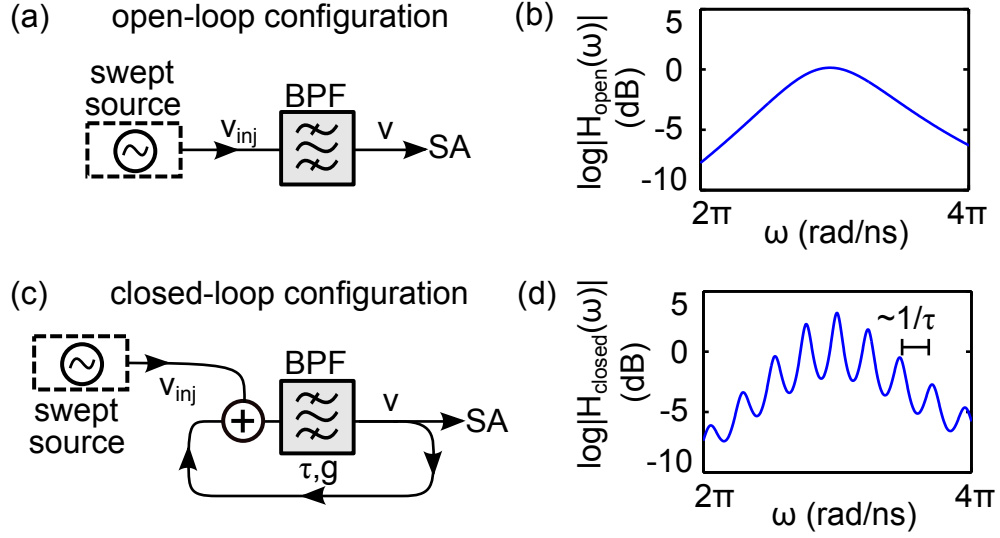 (a) open-loop configuration
swept
source
BPF
v_inj
v
SA
(b)
log|H_open(ω)|
(dB)
5
0
-5
-10
2π
4π
ω (rad/ns)
(c) closed-loop configuration
swept
source
v_inj
+
BPF
v
SA
τ,g
(d)
log|H_closed(ω)|
(dB)
5
0
-5
-10
~1/τ
2π
4π
ω (rad/ns)